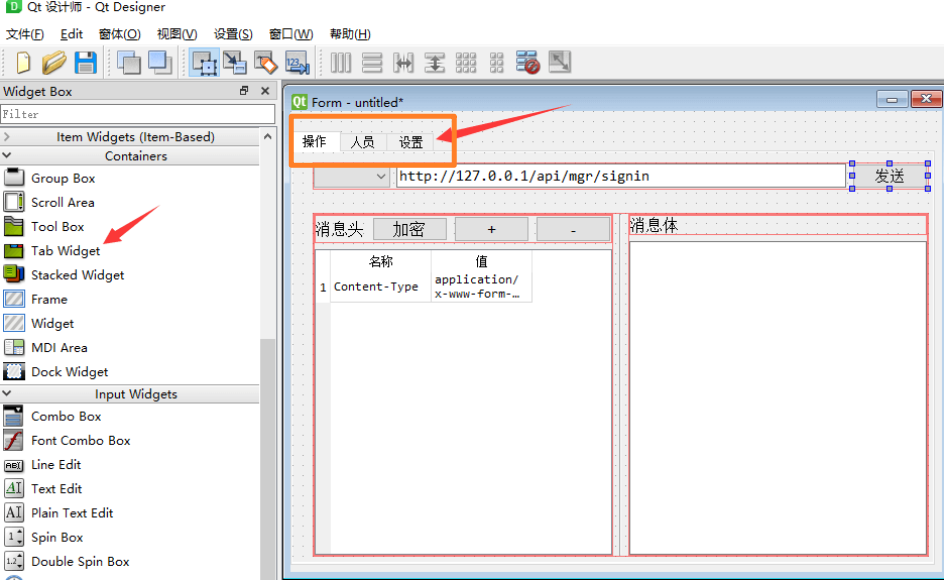 Qt 设计师 - Qt Designer
文件(F) Edit 窗体(O) 视图(V) 设置(S) 窗口(W) 帮助(H)
Widget Box
Filter
Item Widgets (Item-Based)
Containers
Group Box
Scroll Area
Tool Box
Tab Widget
Stacked Widget
Frame
Widget
MDI Area
Dock Widget
Input Widgets
Combo Box
Font Combo Box
Line Edit
Text Edit
Plain Text Edit
Spin Box
Double Spin Box
Form - untitled*
操作 人员 设置
http://127.0.0.1/api/mgr/signin 发送
消息头 加密 + - 消息体
名称 值
1 Content-Type application/
x-www-form-…